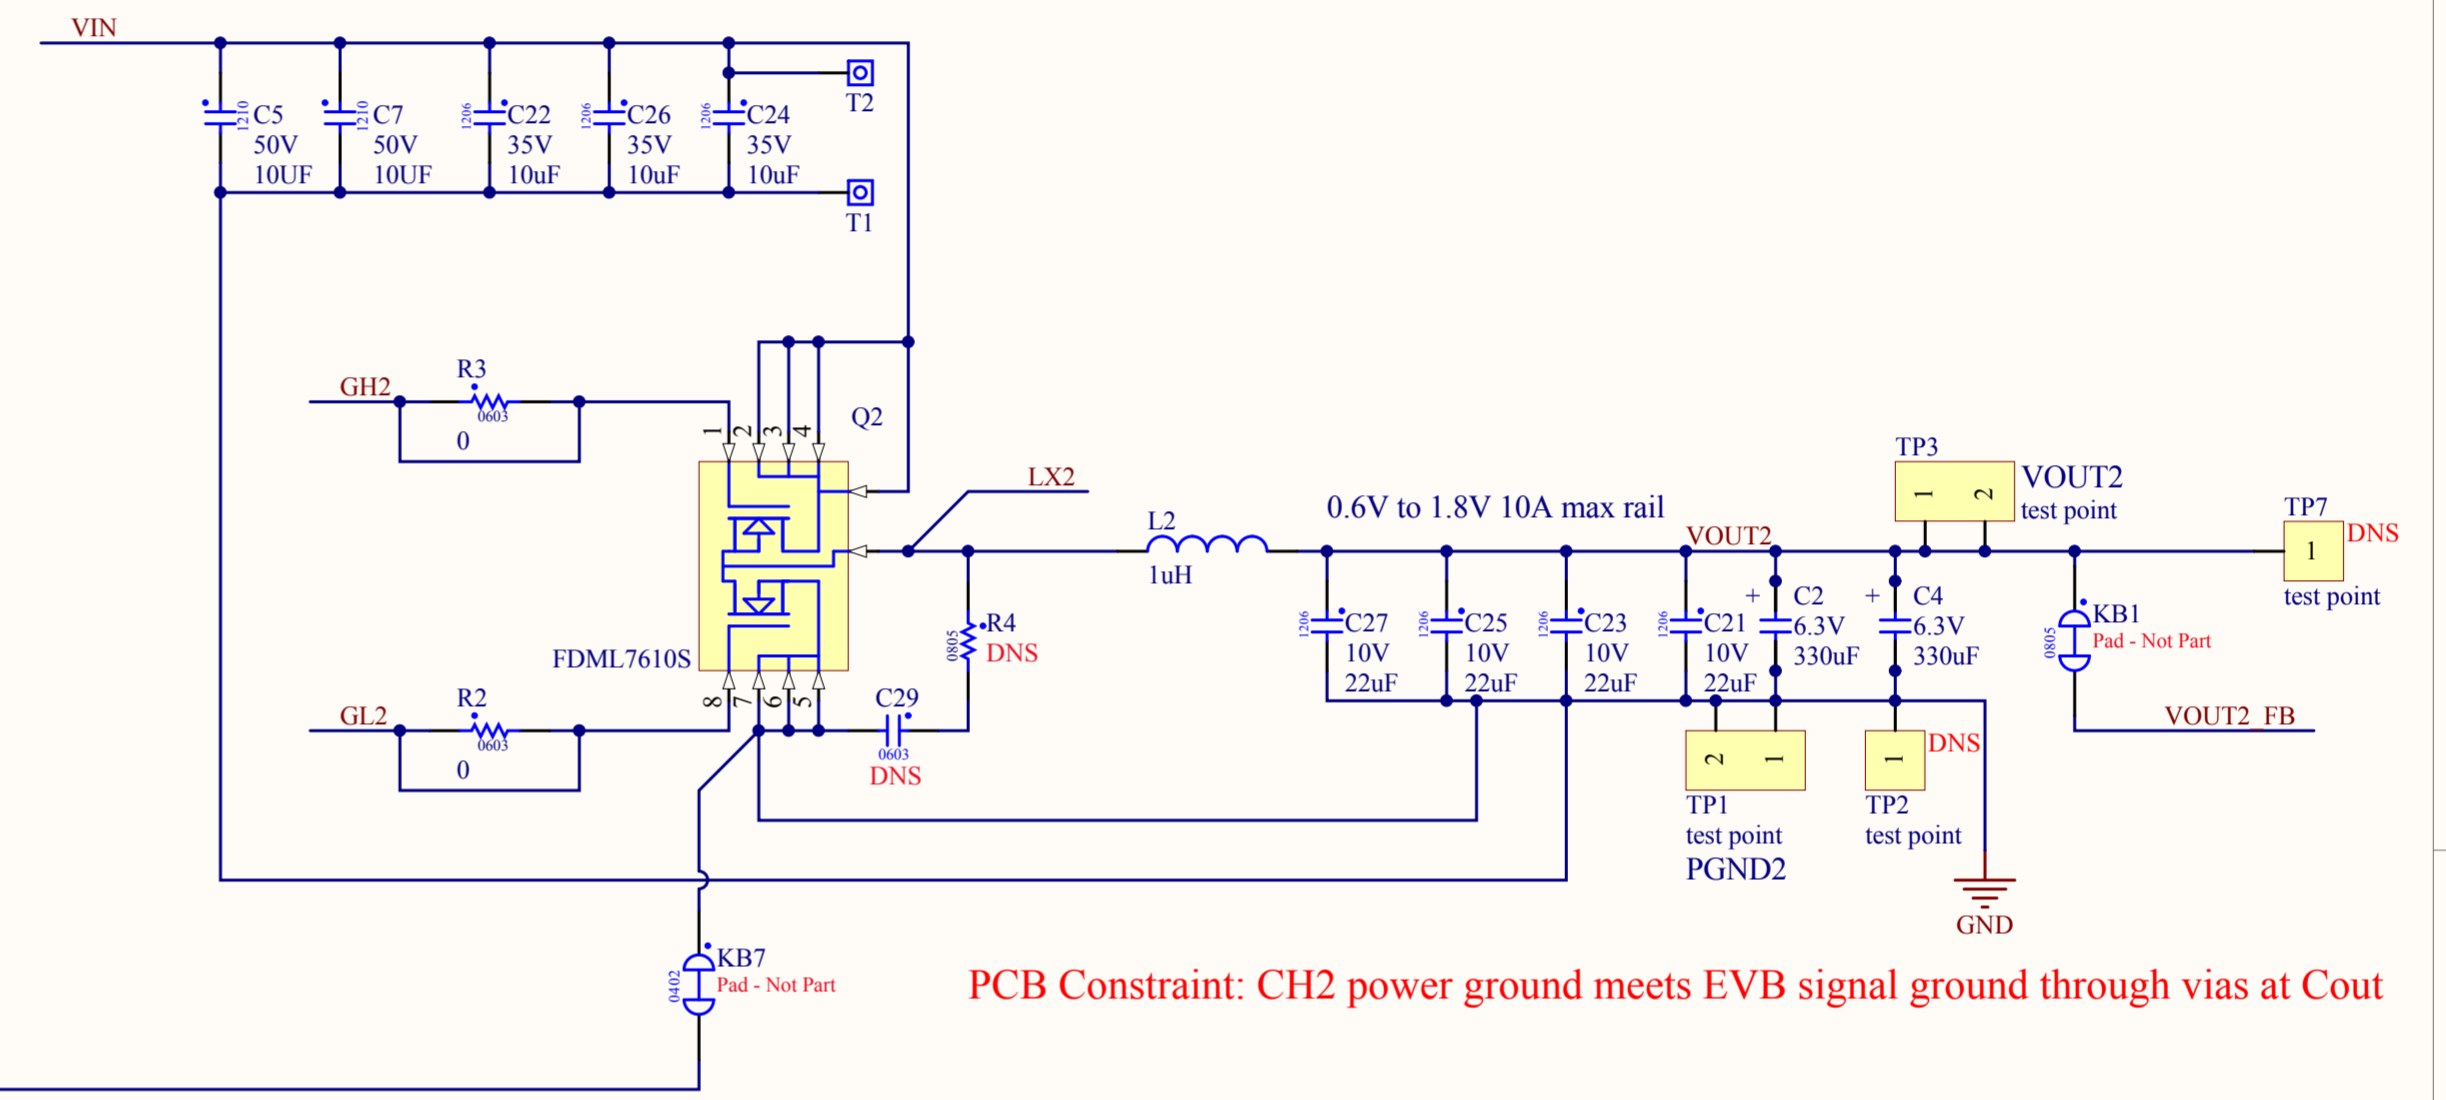 VIN
T2
1210
C5
50V
10UF
1210
C7
50V
10UF
1206
C22
35V
10uF
1206
C26
35V
10uF
1206
C24
35V
10uF
T1
R3
GH2
0603
0
Q2
1
2
3
4
LX2
0.6V to 1.8V 10A max rail
L2
1uH
VOUT2
TP3
1
2
VOUT2
test point
TP7
1
DNS
test point
FDML7610S
R2
GL2
0603
0
8
7
6
5
0805
R4
DNS
C29
0603
DNS
1206
C27
10V
22uF
1206
C25
10V
22uF
1206
C23
10V
22uF
1206
C21
10V
22uF
+
C2
6.3V
330uF
+
C4
6.3V
330uF
0805
KB1
Pad - Not Part
VOUT2_FB
2
1
TP1
test point
PGND2
1
DNS
TP2
test point
GND
0402
KB7
Pad - Not Part
PCB Constraint: CH2 power ground meets EVB signal ground through vias at Cout